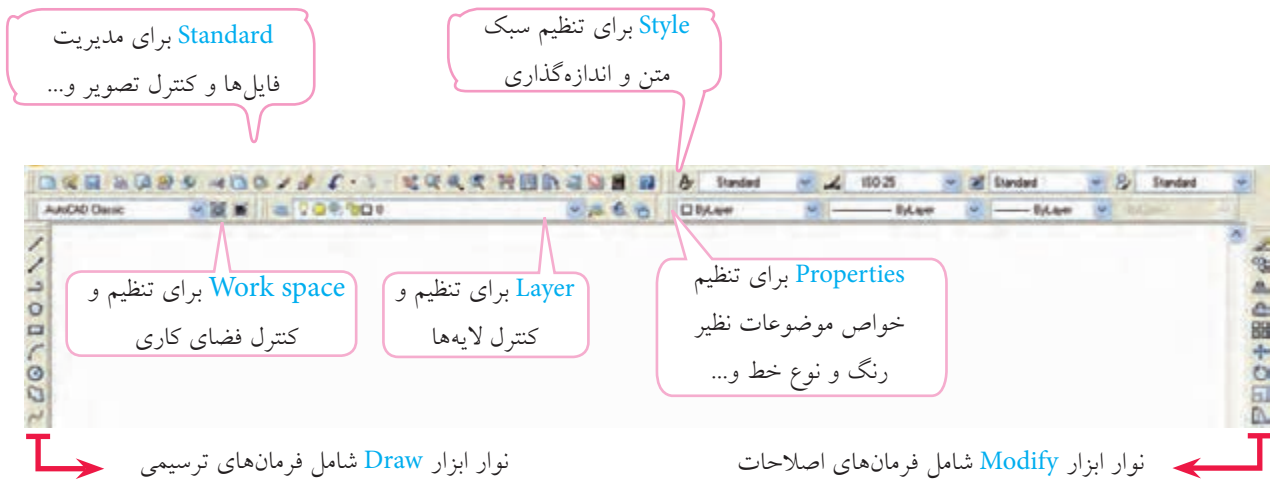 Standard برای مدیریت
فایل‌ها و کنترل تصویر و...
Style برای تنظیم سبک
متن و اندازه‌گذاری
Standard
ISO-25
Standard
Standard
AutoCAD Classic
0
ByLayer
ByLayer
ByLayer
Work space برای تنظیم و
کنترل فضای کاری
Layer برای تنظیم و
کنترل لایه‌ها
Properties برای تنظیم
خواص موضوعات نظیر
رنگ و نوع خط و...
نوار ابزار Modify شامل فرمان‌های اصلاحات
نوار ابزار Draw شامل فرمان‌های ترسیمی